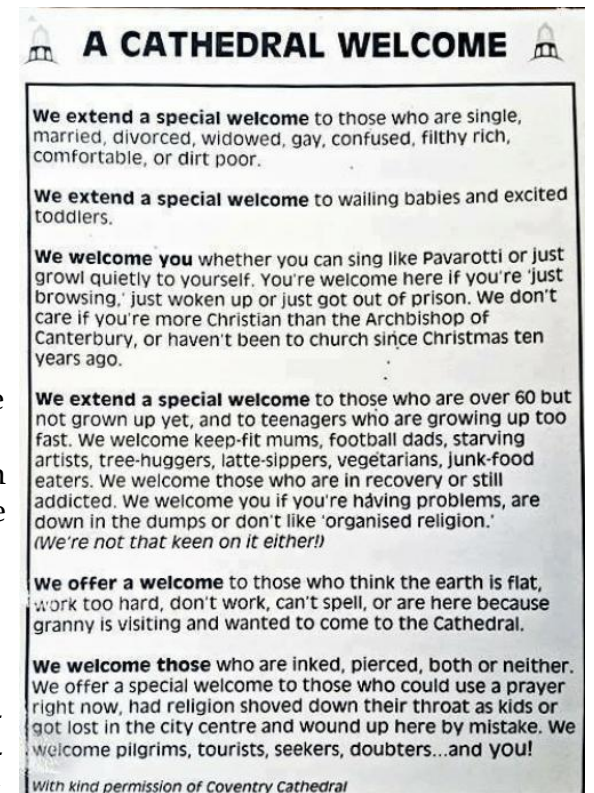 A CATHEDRAL WELCOME
We extend a special welcome to those who are single,
married, divorced, widowed, gay, confused, filthy rich,
comfortable, or dirt poor.
We extend a special welcome to wailing babies and excited
toddlers.
We welcome you whether you can sing like Pavarotti or just
growl quietly to yourself. You're welcome here if you're 'just
browsing,' just woken up or just got out of prison. We don't
care if you're more Christian than the Archbishop of
Canterbury, or haven't been to church since Christmas ten
years ago.
We extend a special welcome to those who are over 60 but
not grown up yet, and to teenagers who are growing up too
fast. We welcome keep-fit mums, football dads, starving
artists, tree-huggers, latte-sippers, vegetarians, junk-food
eaters. We welcome those who are in recovery or still
addicted. We welcome you if you're having problems, are
down in the dumps or don't like 'organised religion.'
(We're not that keen on it either!)
We offer a welcome to those who think the earth is flat,
work too hard, don't work, can't spell, or are here because
granny is visiting and wanted to come to the Cathedral.
We welcome those who are inked, pierced, both or neither.
We offer a special welcome to those who could use a prayer
right now, had religion shoved down their throat as kids or
got lost in the city centre and wound up here by mistake. We
welcome pilgrims, tourists, seekers, doubters...and you!
With kind permission of Coventry Cathedral